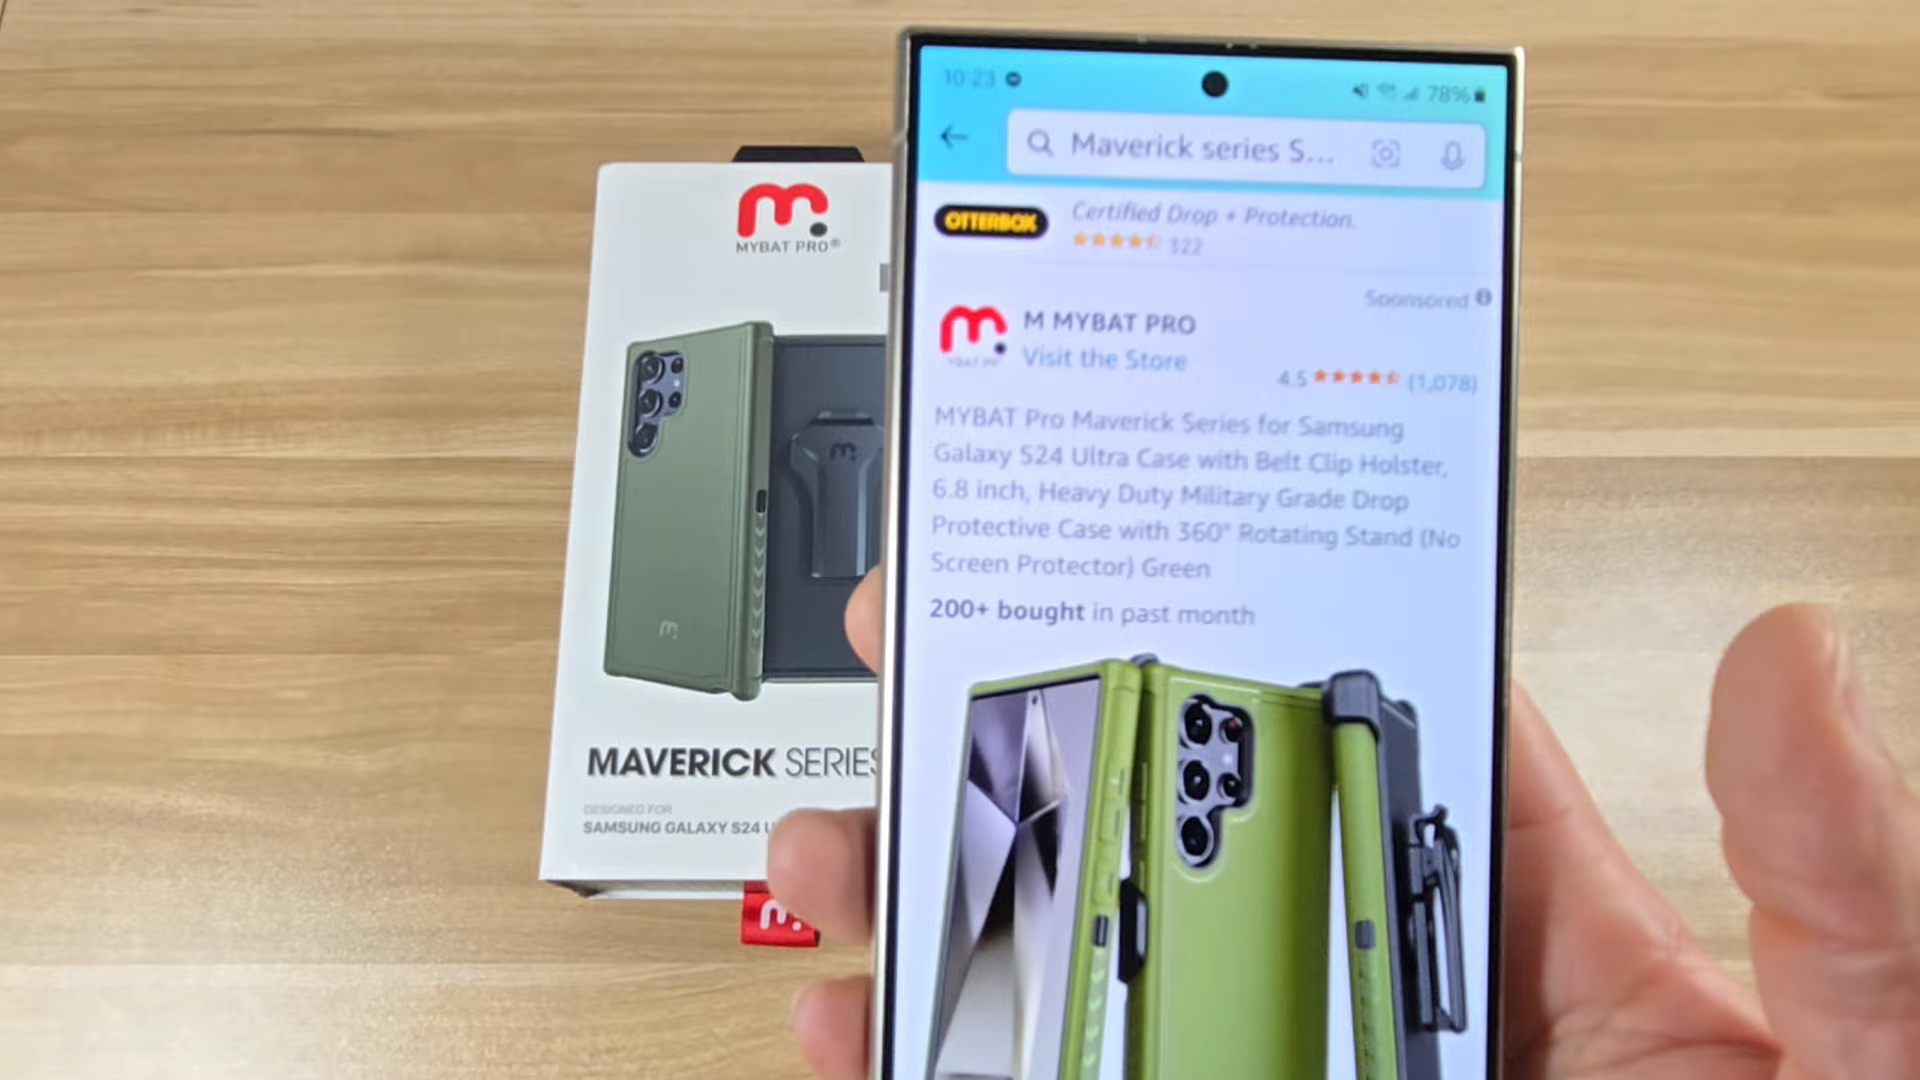 m.
MYBAT PRO®
m.
m
MAVERICK SERIES
DESIGNED FOR
SAMSUNG GALAXY S24 U
m.
10:23
78%
Maverick series S...
OTTERBOX
Certified Drop + Protection.
522
Sponsored
m.
M MYBAT PRO
Visit the Store
4.5 (1,078)
MYBAT Pro Maverick Series for Samsung
Galaxy S24 Ultra Case with Belt Clip Holster,
6.8 inch, Heavy Duty Military Grade Drop
Protective Case with 360° Rotating Stand (No
Screen Protector) Green
200+ bought in past month